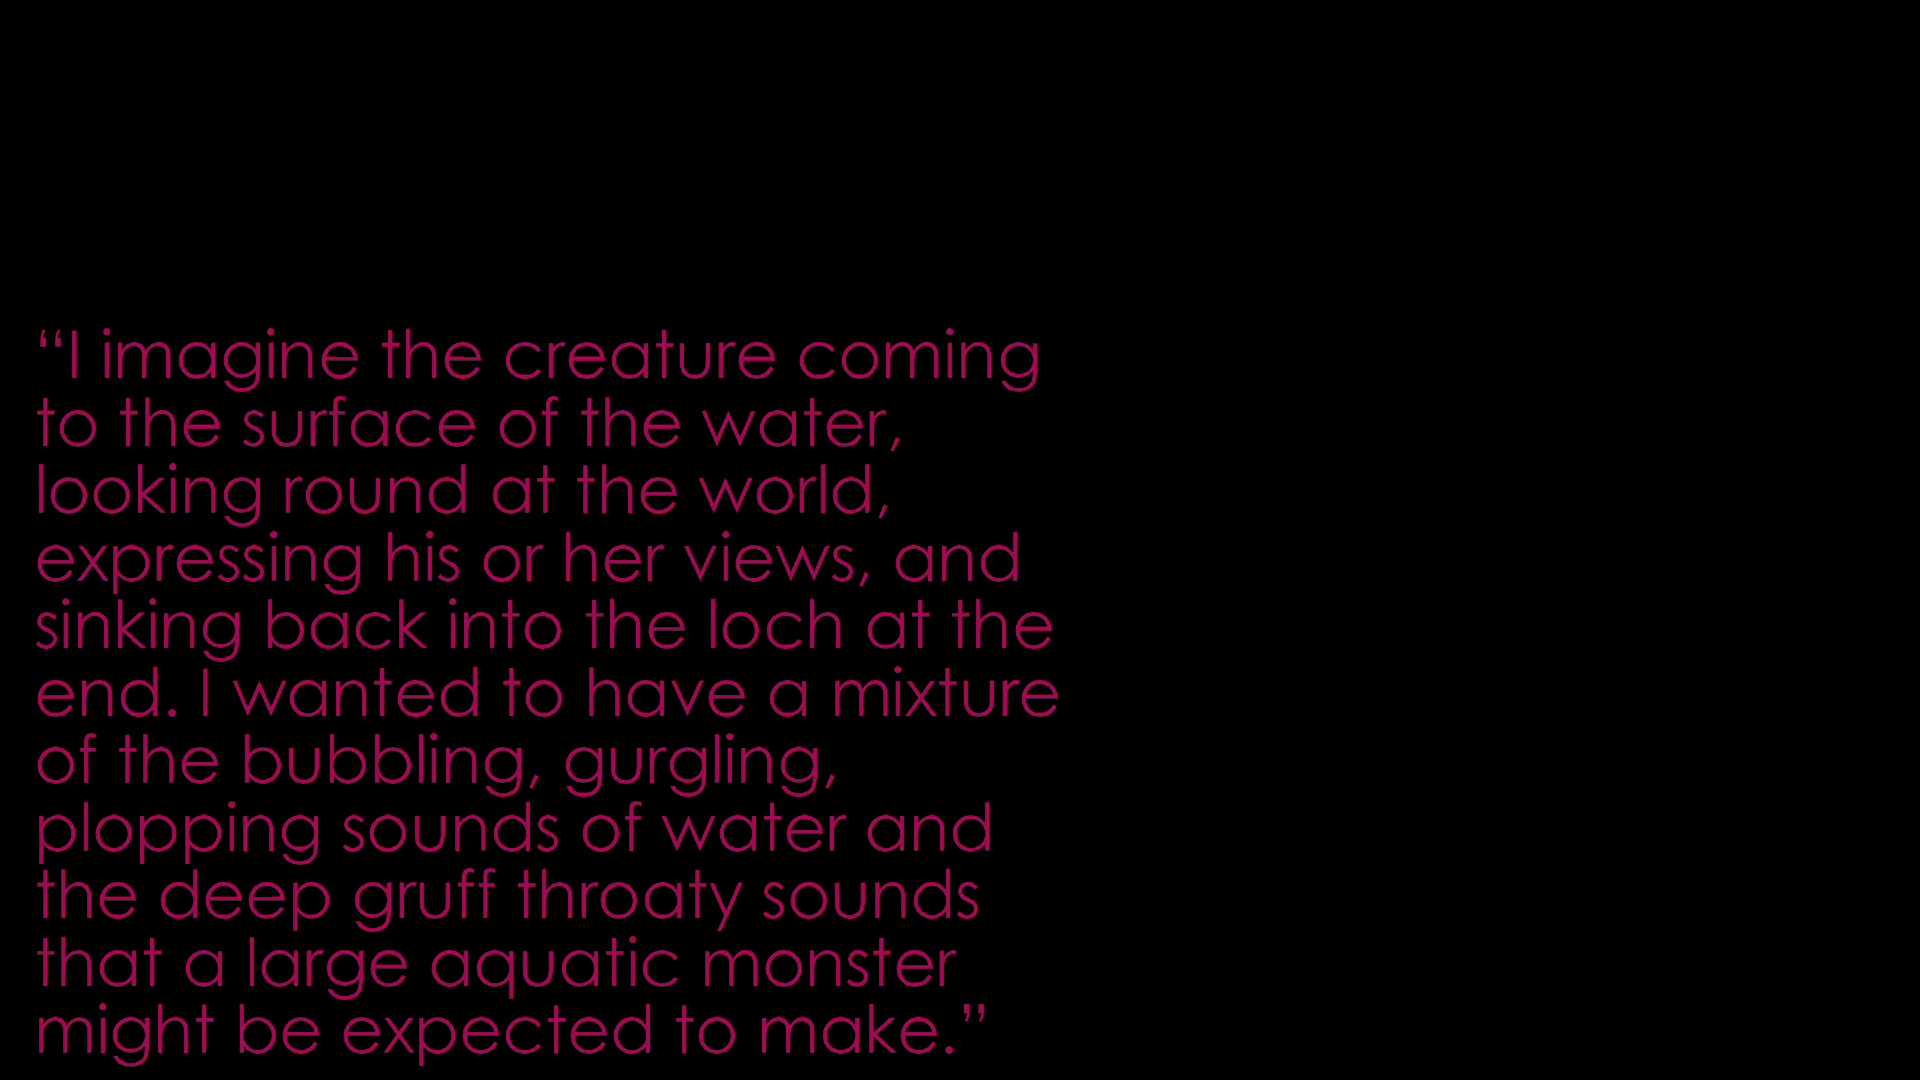 “I imagine the creature coming
to the surface of the water,
looking round at the world,
expressing his or her views, and
sinking back into the loch at the
end. I wanted to have a mixture
of the bubbling, gurgling,
plopping sounds of water and
the deep gruff throaty sounds
that a large aquatic monster
might be expected to make.”